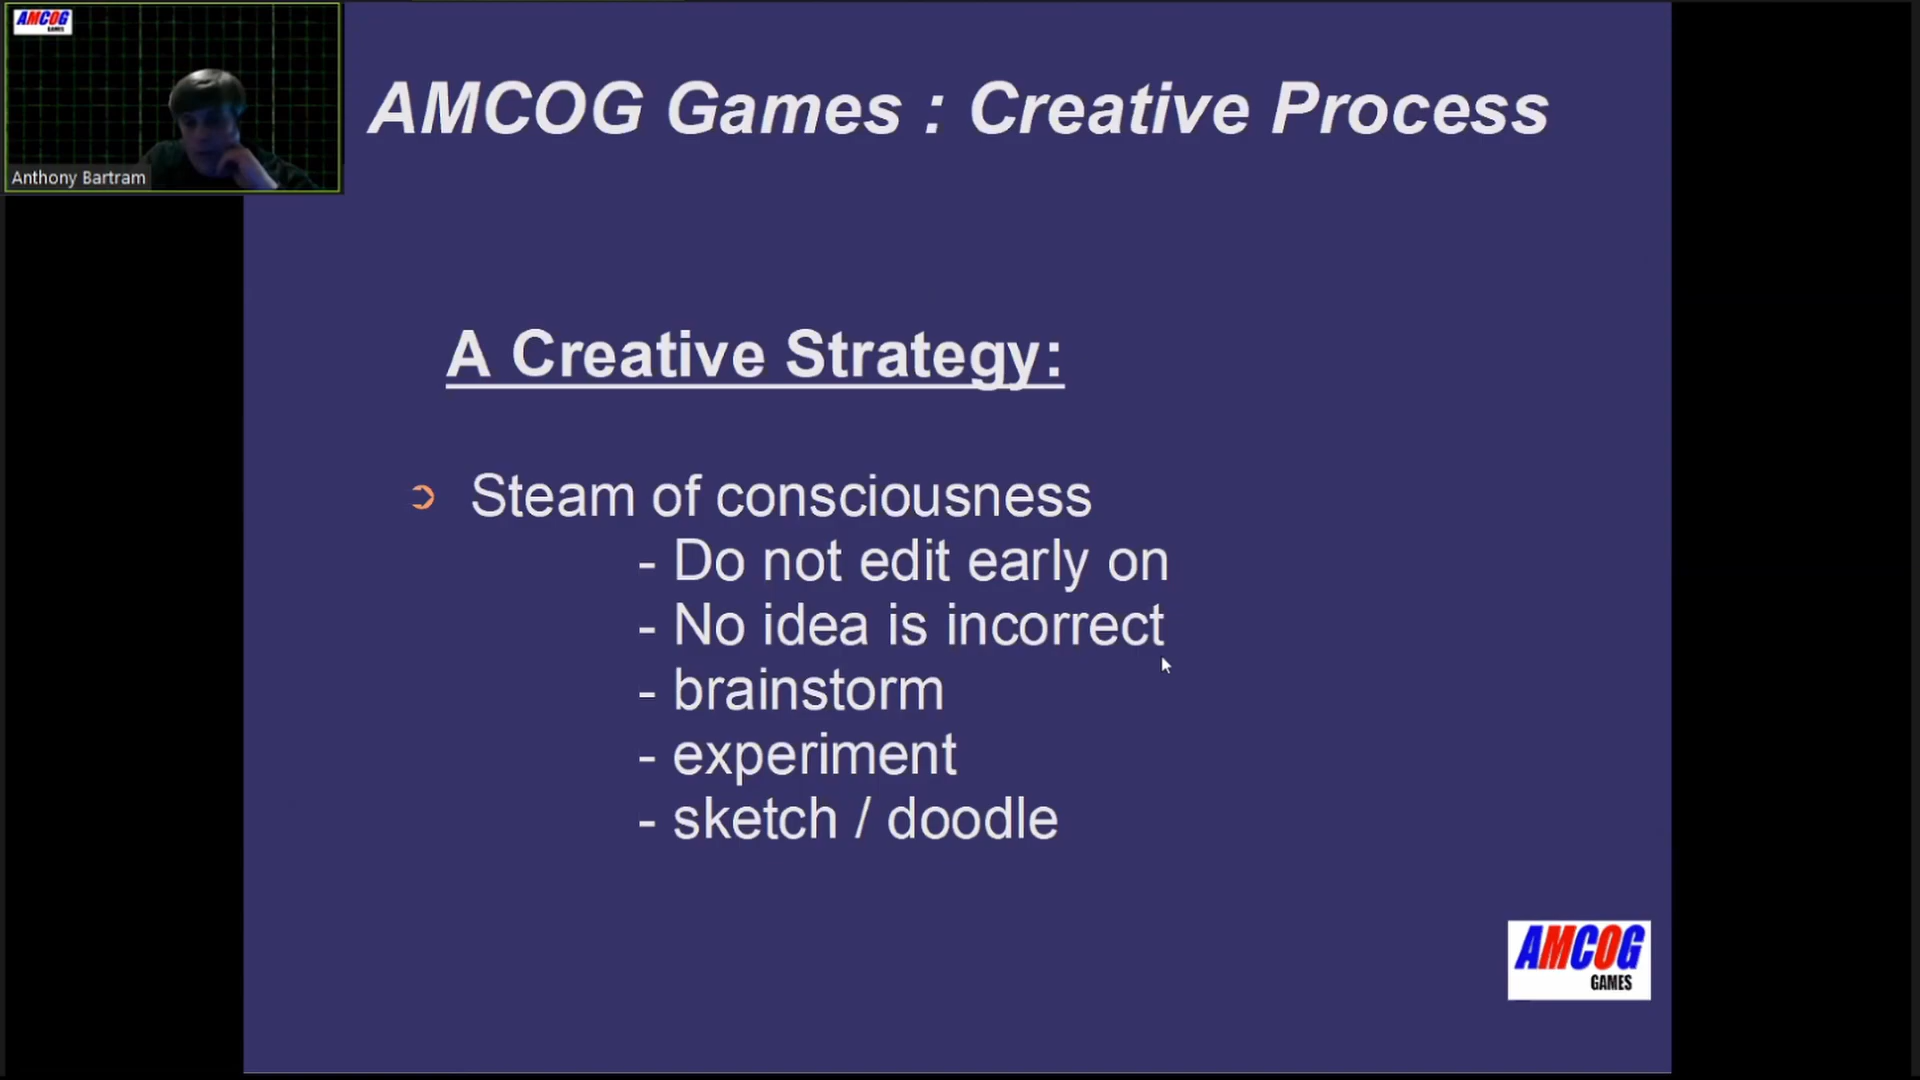 AMCOG
GAMES
Anthony Bartram
AMCOG Games : Creative Process
A Creative Strategy:
Steam of consciousness
- Do not edit early on
- No idea is incorrect
- brainstorm
- experiment
- sketch / doodle
AMCOG
GAMES